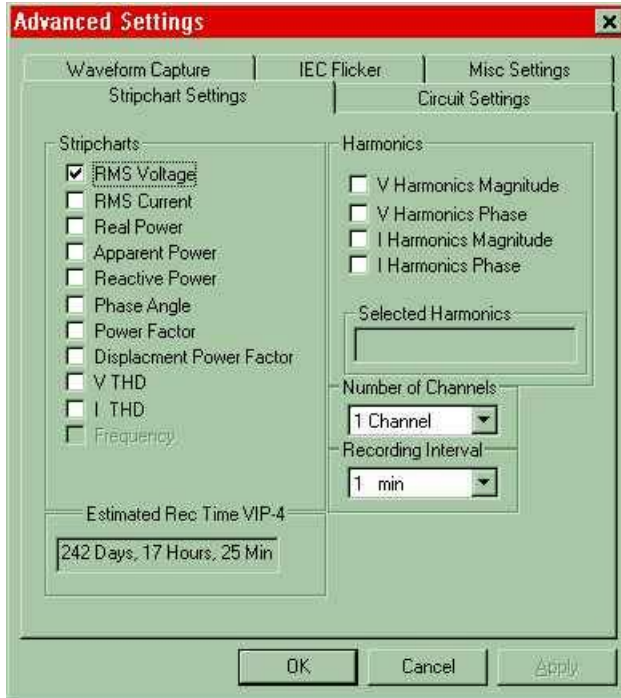 Advanced Settings
Waveform Capture
IEC Flicker
Misc Settings
Stripchart Settings
Circuit Settings
Stripcharts
RMS Voltage
RMS Current
Real Power
Apparent Power
Reactive Power
Phase Angle
Power Factor
Displacment Power Factor
V THD
I THD
Frequency
Estimated Rec Time VIP-4
242 Days, 17 Hours, 25 Min
Harmonics
V Harmonics Magnitude
V Harmonics Phase
I Harmonics Magnitude
I Harmonics Phase
Selected Harmonics
Number of Channels
1 Channel
Recording Interval
1 min
OK
Cancel
Apply